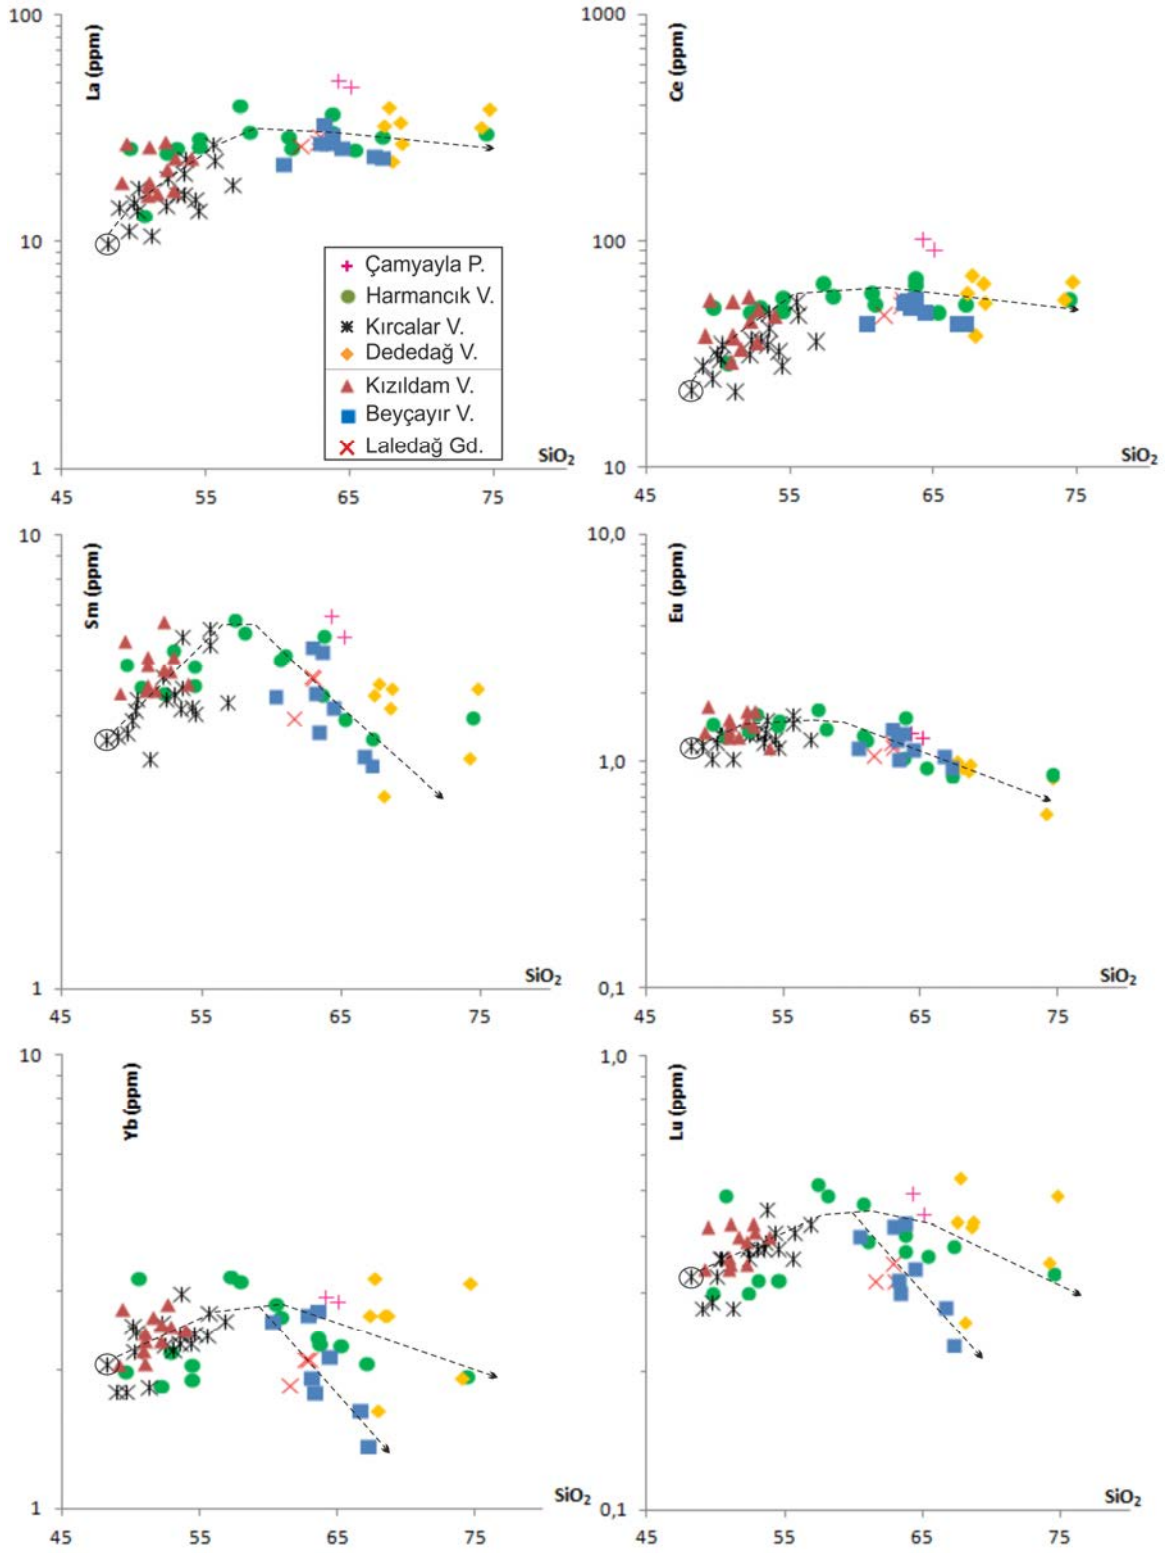 La (ppm)
100
10
1
45 55 65 75
SiO₂
Çamyayla P.
Harmancık V.
Kırcalar V.
Dededağ V.
Kızıldam V.
Beyçayır V.
Laledağ Gd.
Ce (ppm)
1000
100
10
45 55 65 75
SiO₂
Sm (ppm)
10
1
45 55 65 75
SiO₂
Eu (ppm)
10,0
1,0
0,1
45 55 65 75
SiO₂
Yb (ppm)
10
1
45 55 65 75
SiO₂
Lu (ppm)
1,0
0,1
45 55 65 75
SiO₂